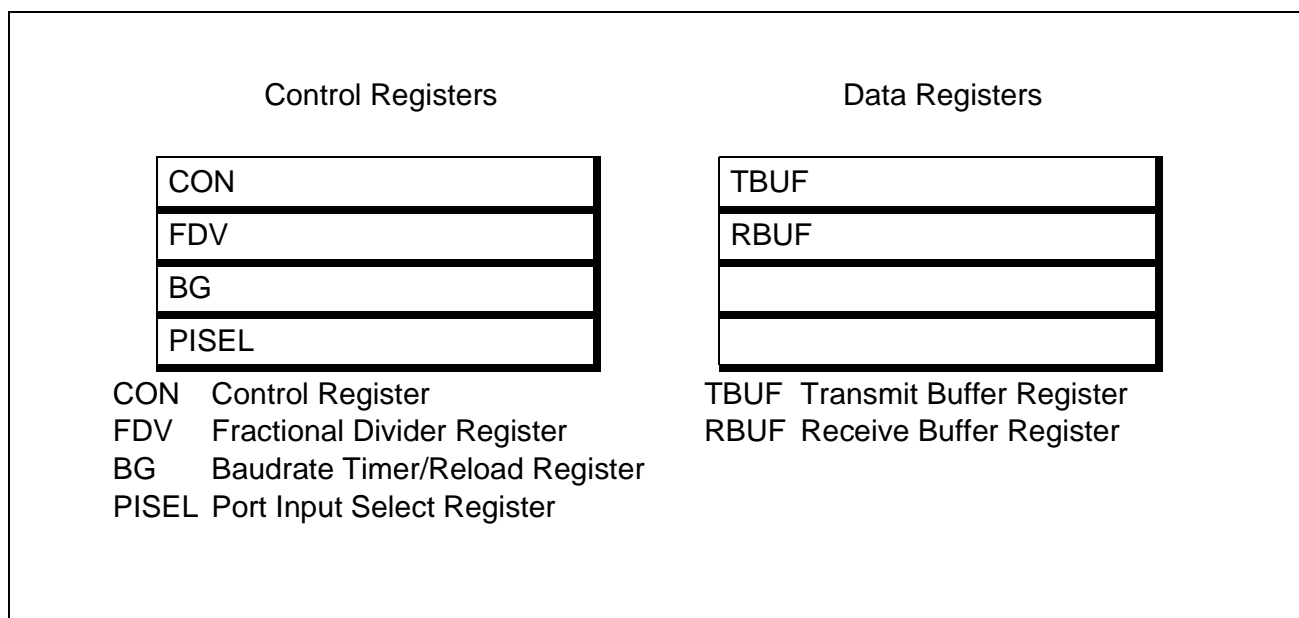 Control Registers
CON
FDV
BG
PISEL
CON Control Register
FDV Fractional Divider Register
BG Baudrate Timer/Reload Register
PISEL Port Input Select Register
Data Registers
TBUF
RBUF
TBUF Transmit Buffer Register
RBUF Receive Buffer Register